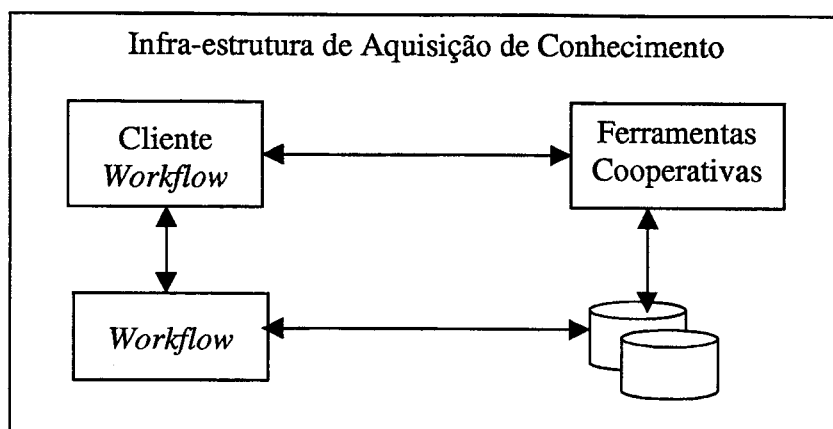 Infra-estrutura de Aquisição de Conhecimento
Cliente
Workflow
Ferramentas
Cooperativas
Workflow